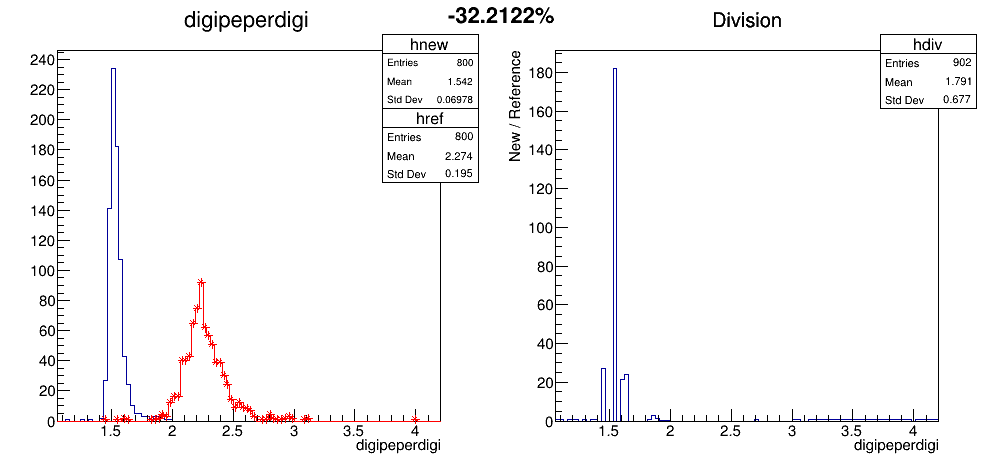 digipeperdigi
-32.2122%
Division
hnew
Entries 800
Mean 1.542
Std Dev 0.06978
href
Entries 800
Mean 2.274
Std Dev 0.195
240
220
200
180
160
140
120
100
80
60
40
20
0
1.5 2 2.5 3 3.5 4
digipeperdigi
hdiv
Entries 902
Mean 1.791
Std Dev 0.677
New / Reference
180
160
140
120
100
80
60
40
20
0
1.5 2 2.5 3 3.5 4
digipeperdigi